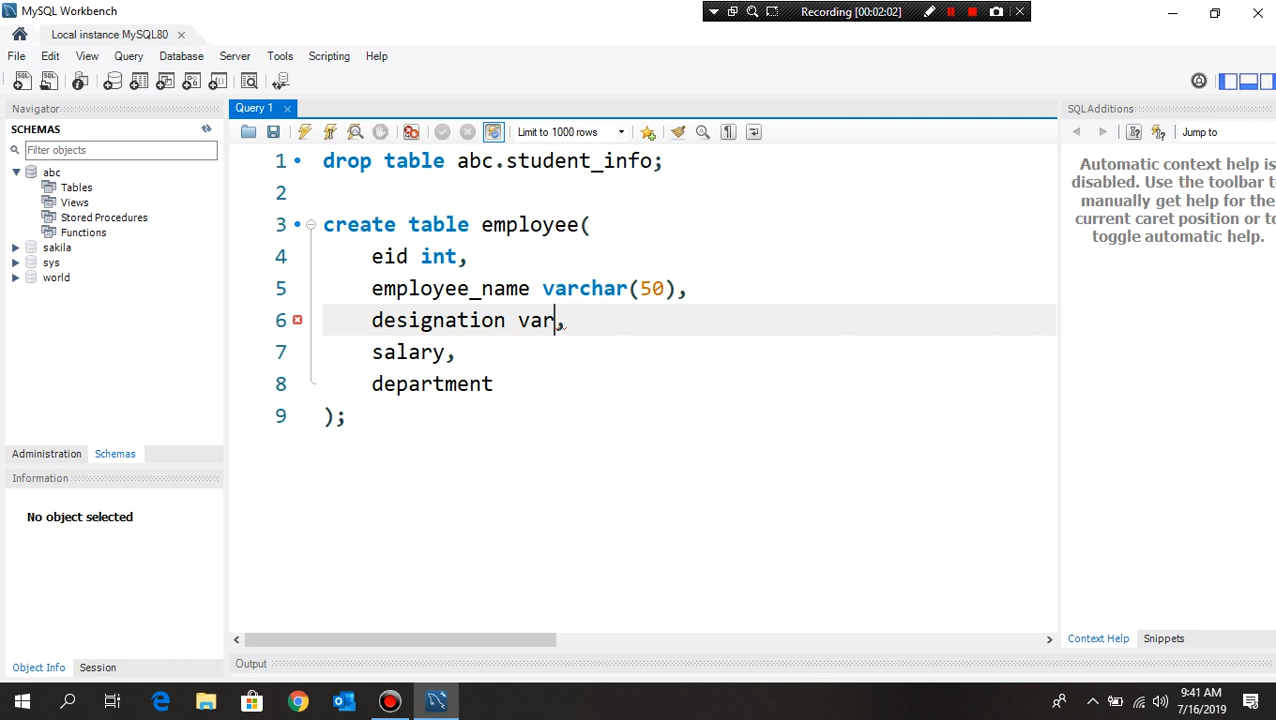 MySQL Workbench
Recording [00:02:02]
Local instance MySQL80
File Edit View Query Database Server Tools Scripting Help
Navigator
SCHEMAS
Filter objects
abc
Tables
Views
Stored Procedures
Functions
sakila
sys
world
Administration Schemas
Information
No object selected
Object Info Session
Query 1
Limit to 1000 rows
1 drop table abc.student_info;
2
3 create table employee(
4 eid int,
5 employee_name varchar(50),
6 designation var,
7 salary,
8 department
9 );
Output
SQLAdditions
Jump to
Automatic context help is
disabled. Use the toolbar t
manually get help for the
current caret position or to
toggle automatic help.
Context Help Snippets
9:41 AM
7/16/2019